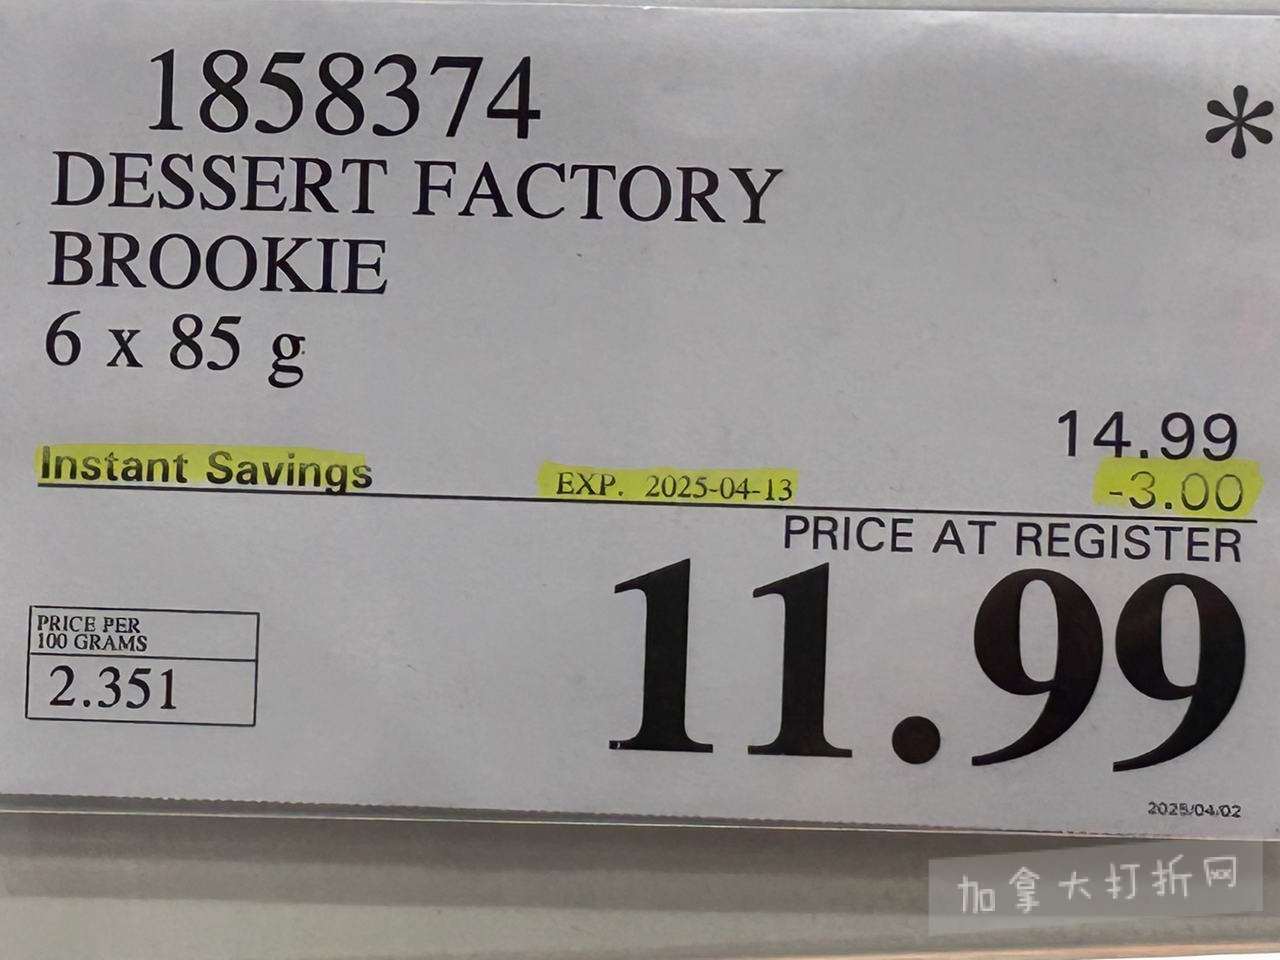 1858374
*
DESSERT FACTORY
BROOKIE
6 x 85 g
14.99
Instant Savings EXP. 2025-04-13 -3.00
PRICE AT REGISTER
11.99
PRICE PER
100 GRAMS
2.351
2025/04/02
加拿大打折网